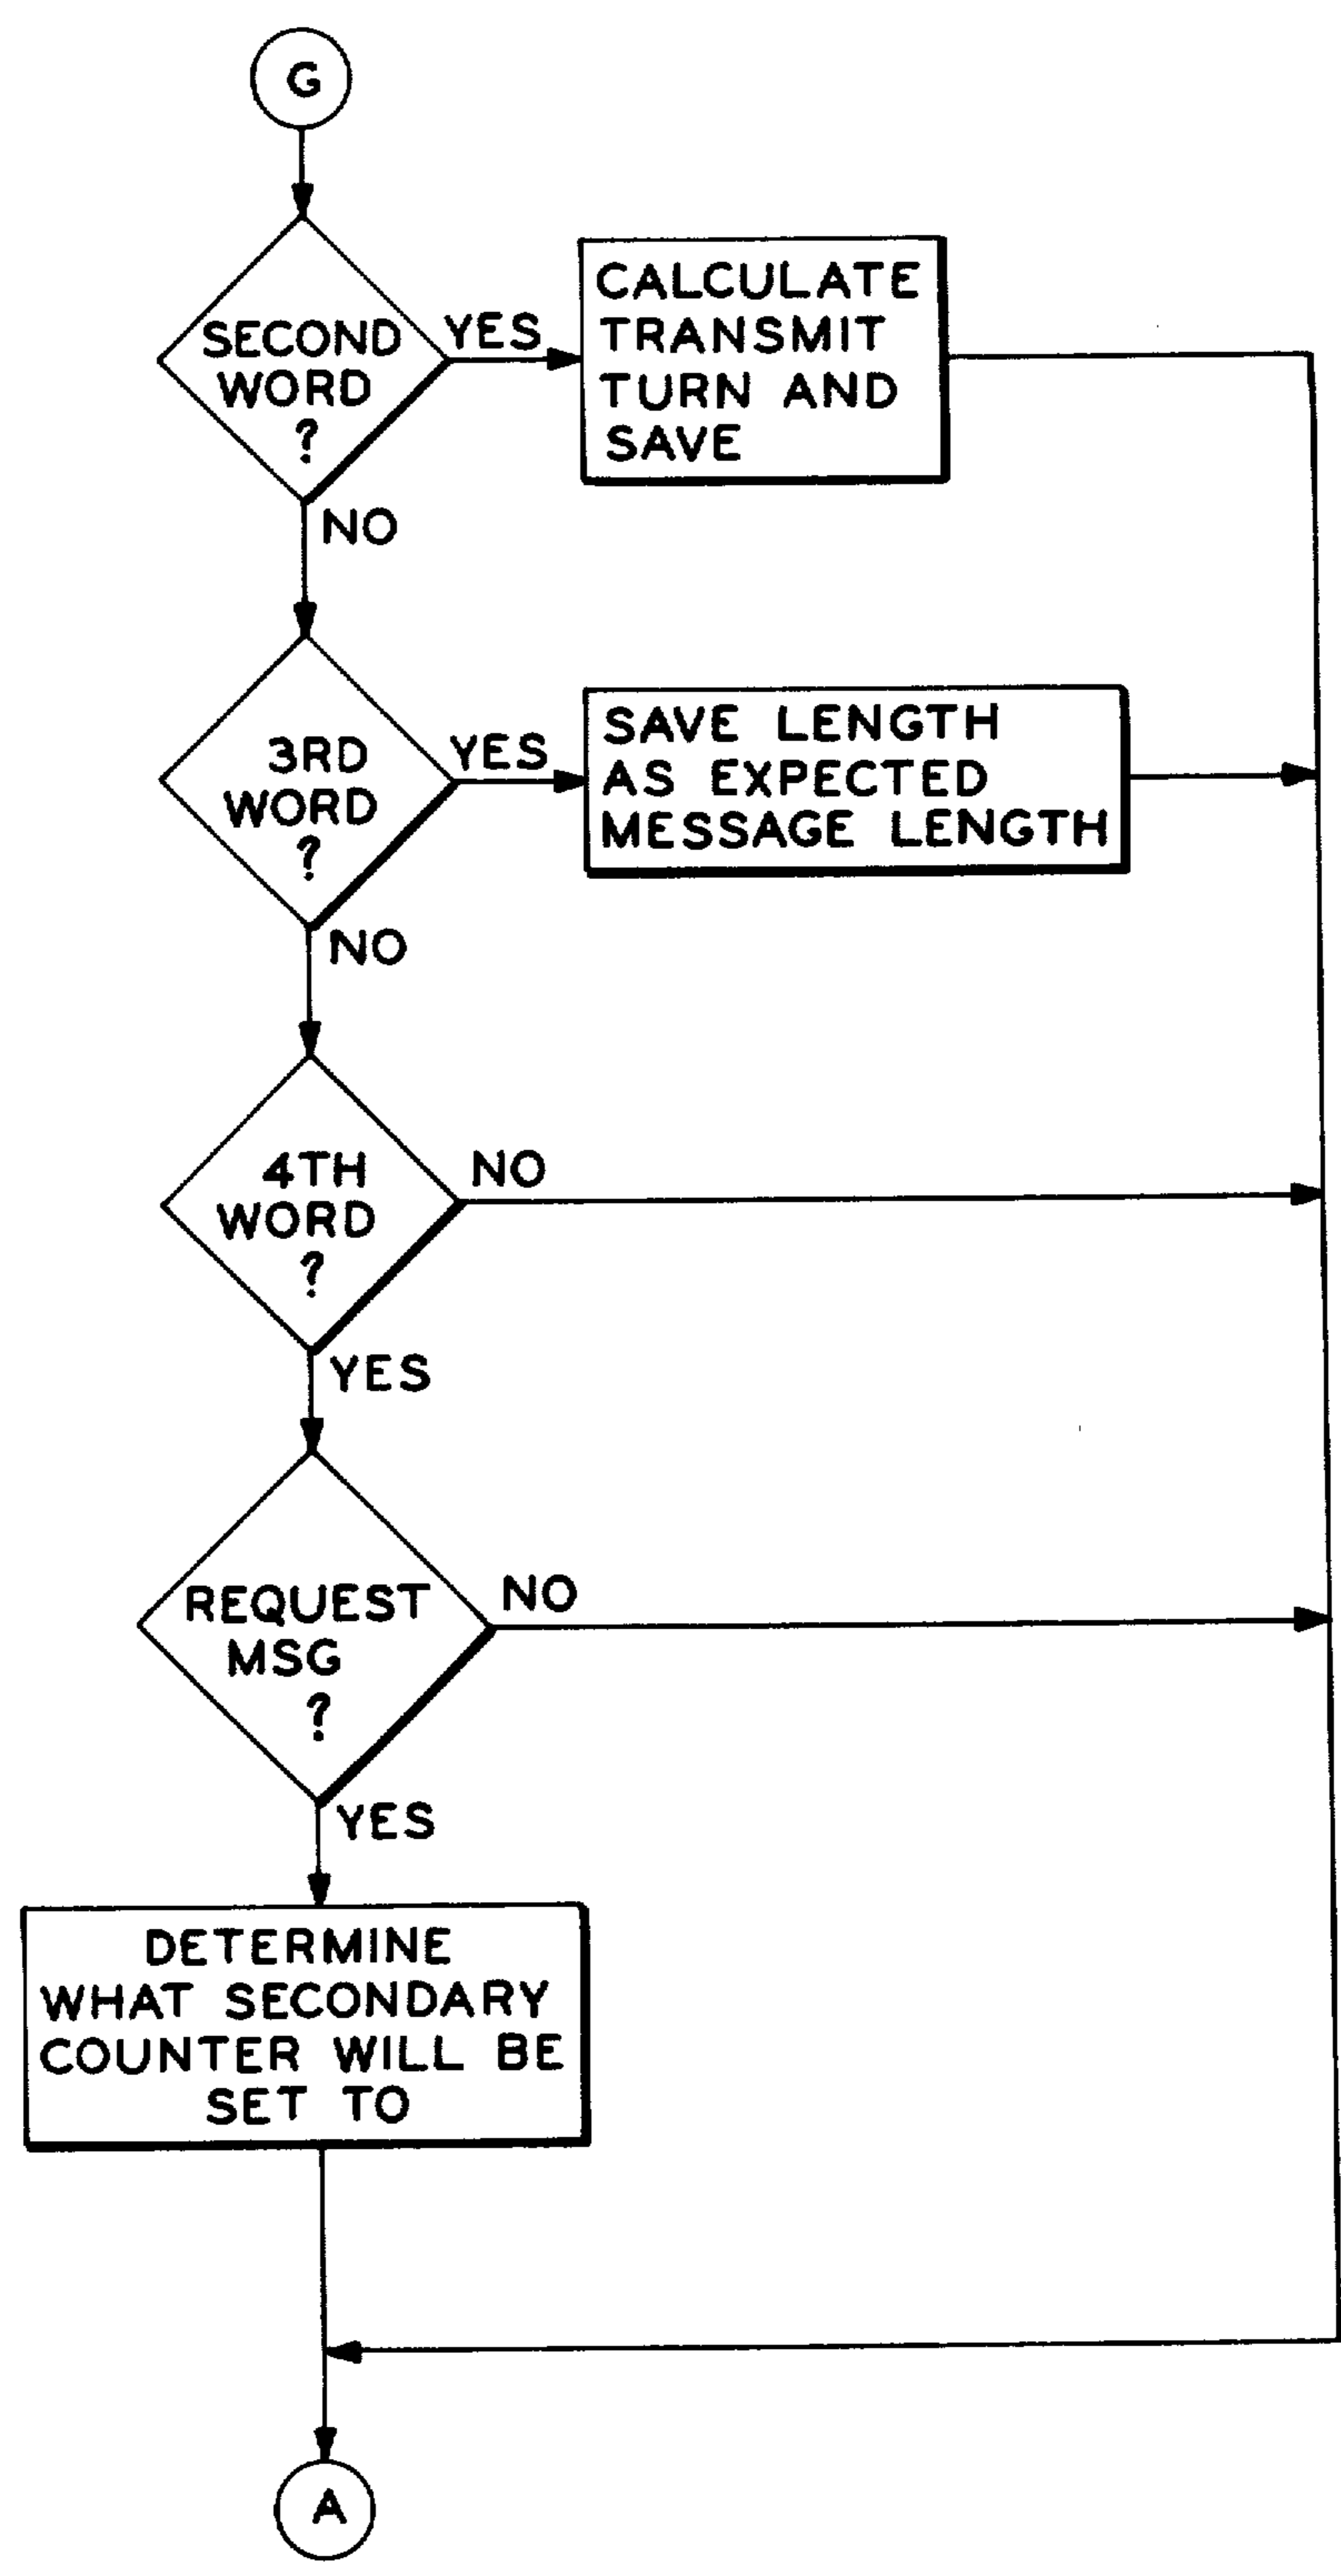 G
SECOND
WORD
?
YES
CALCULATE
TRANSMIT
TURN AND
SAVE
NO
3RD
WORD
?
YES
SAVE LENGTH
AS EXPECTED
MESSAGE LENGTH
NO
4TH
WORD
?
NO
YES
REQUEST
MSG
?
NO
YES
DETERMINE
WHAT SECONDARY
COUNTER WILL BE
SET TO
A